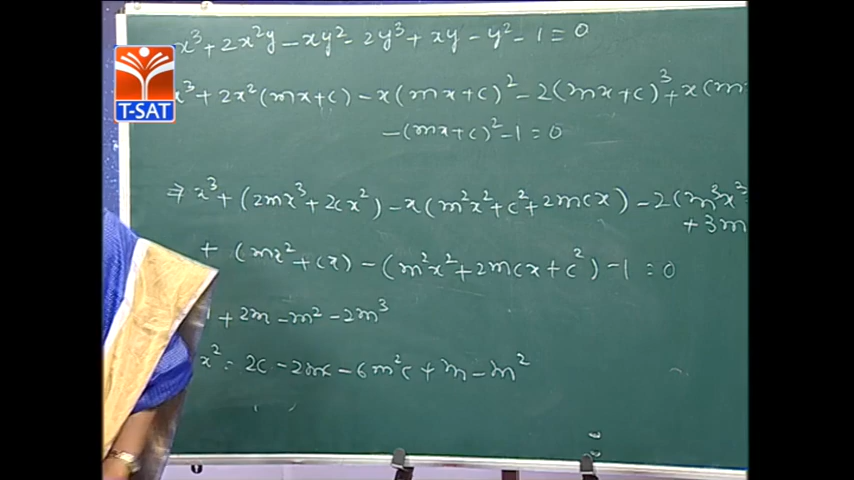 x³ + 2x²y - xy² - 2y³ + xy - y² - 1 = 0
T-SAT
x³ + 2x²(mx+c) - x(mx+c)² - 2(mx+c)³ + x(m
-(mx+c)² - 1 = 0
⇒ x³ + (2mx³ + 2cx²) - x(m²x² + c² + 2mcx) - 2(m³x³
+ 3m
+ (mx² + cx) - (m²x² + 2mcx + c²) - 1 = 0
+ 2m - m² - 2m³
x² = 2c - 2mc - 6m²c + m - m²